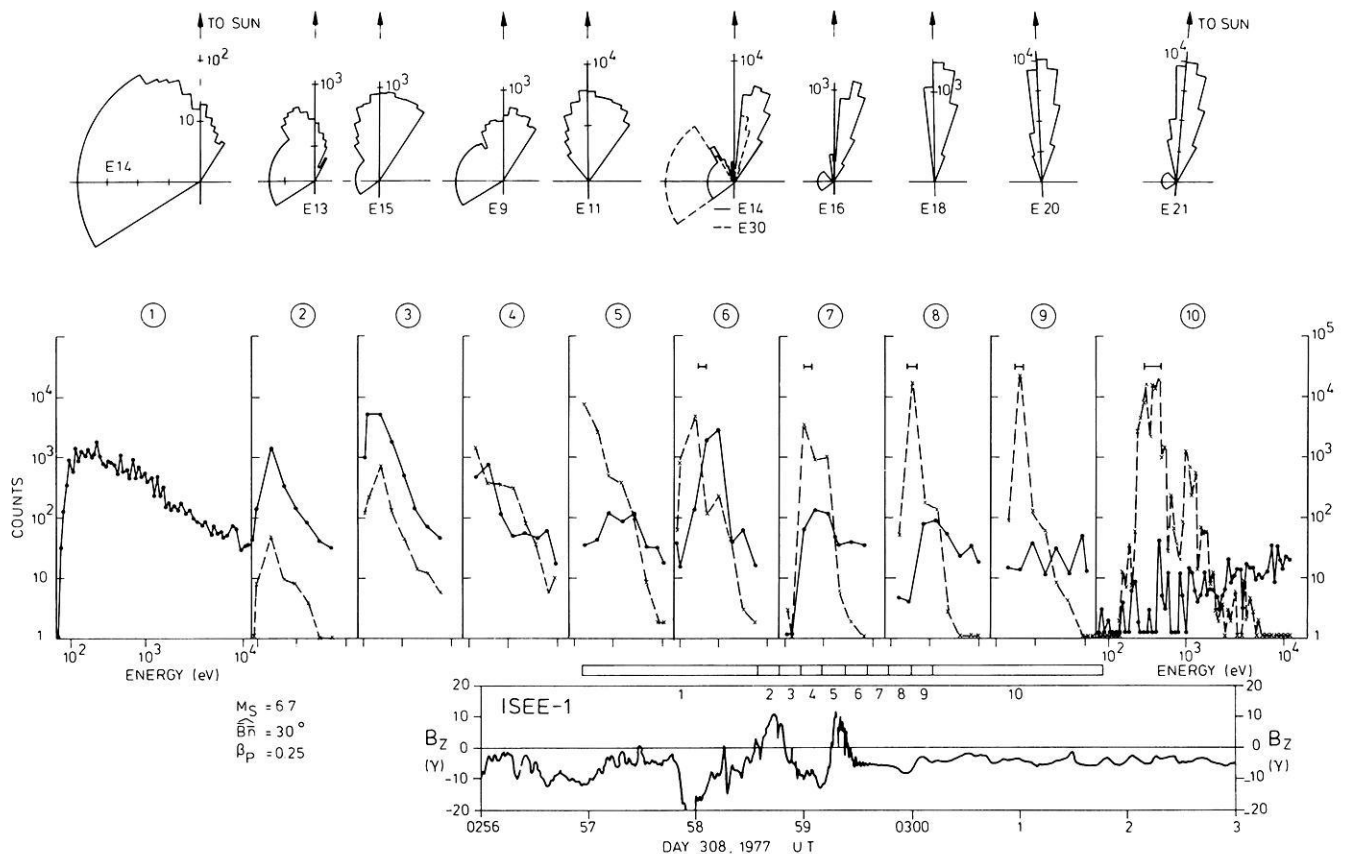 TO SUN
TO SUN
10²
10
E14
10³
E13
10³
E15
10³
E9
10⁴
E11
10⁴
— E14
--- E30
10³
E16
10³
E18
10⁴
E20
10⁴
E21
1 2 3 4 5 6 7 8 9 10
COUNTS
10⁴
10³
10²
10
1
10⁵
10⁴
10³
10²
10
1
10² 10³ 10⁴
ENERGY (eV)
10² 10³ 10⁴
ENERGY (eV)
1 2 3 4 5 6 7 8 9 10
M_S = 6.7
B̂n̂ = 30°
β_P = 0.25
ISEE-1
B_Z
(γ)
20
10
0
-10
-20
20
10
0
-10
-20
B_Z
(γ)
0256 57 58 59 0300 1 2 3
DAY 308, 1977 UT